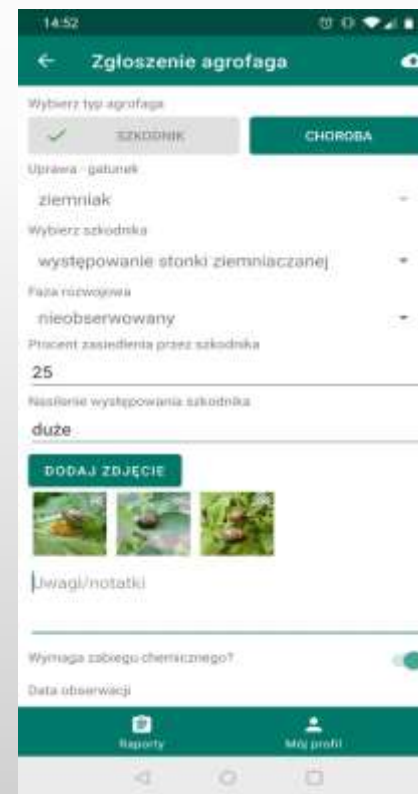 14:52
Zgłoszenie agrofaga
Wybierz typ agrofaga
SZKODNIK
CHOROBA
Uprawa - gatunek
ziemniak
Wybierz szkodnika
występowanie stonki ziemniaczanej
Faza rozwojowa
nieobserwowany
Procent zasiedlenia przez szkodnika
25
Nasilenie występowania szkodnika
duże
DODAJ ZDJĘCIE
Uwagi/notatki
Wymaga zabiegu chemicznego?
Data obserwacji
Raporty
Mój profil